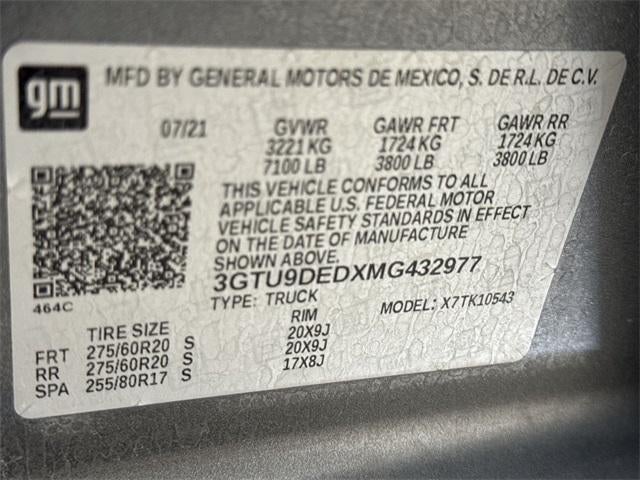 gm
MFD BY GENERAL MOTORS DE MEXICO, S. DE R.L. DE C.V.
07/21 GVWR GAWR FRT GAWR RR
3221 KG 1724 KG 1724 KG
7100 LB 3800 LB 3800 LB
THIS VEHICLE CONFORMS TO ALL
APPLICABLE U.S. FEDERAL MOTOR
VEHICLE SAFETY STANDARDS IN EFFECT
ON THE DATE OF MANUFACTURE
SHOWN ABOVE.
3GTU9DEDXMG432977
464C
TYPE: TRUCK MODEL: X7TK10543
TIRE SIZE RIM
FRT 275/60R20 S 20X9J
RR 275/60R20 S 20X9J
SPA 255/80R17 S 17X8J